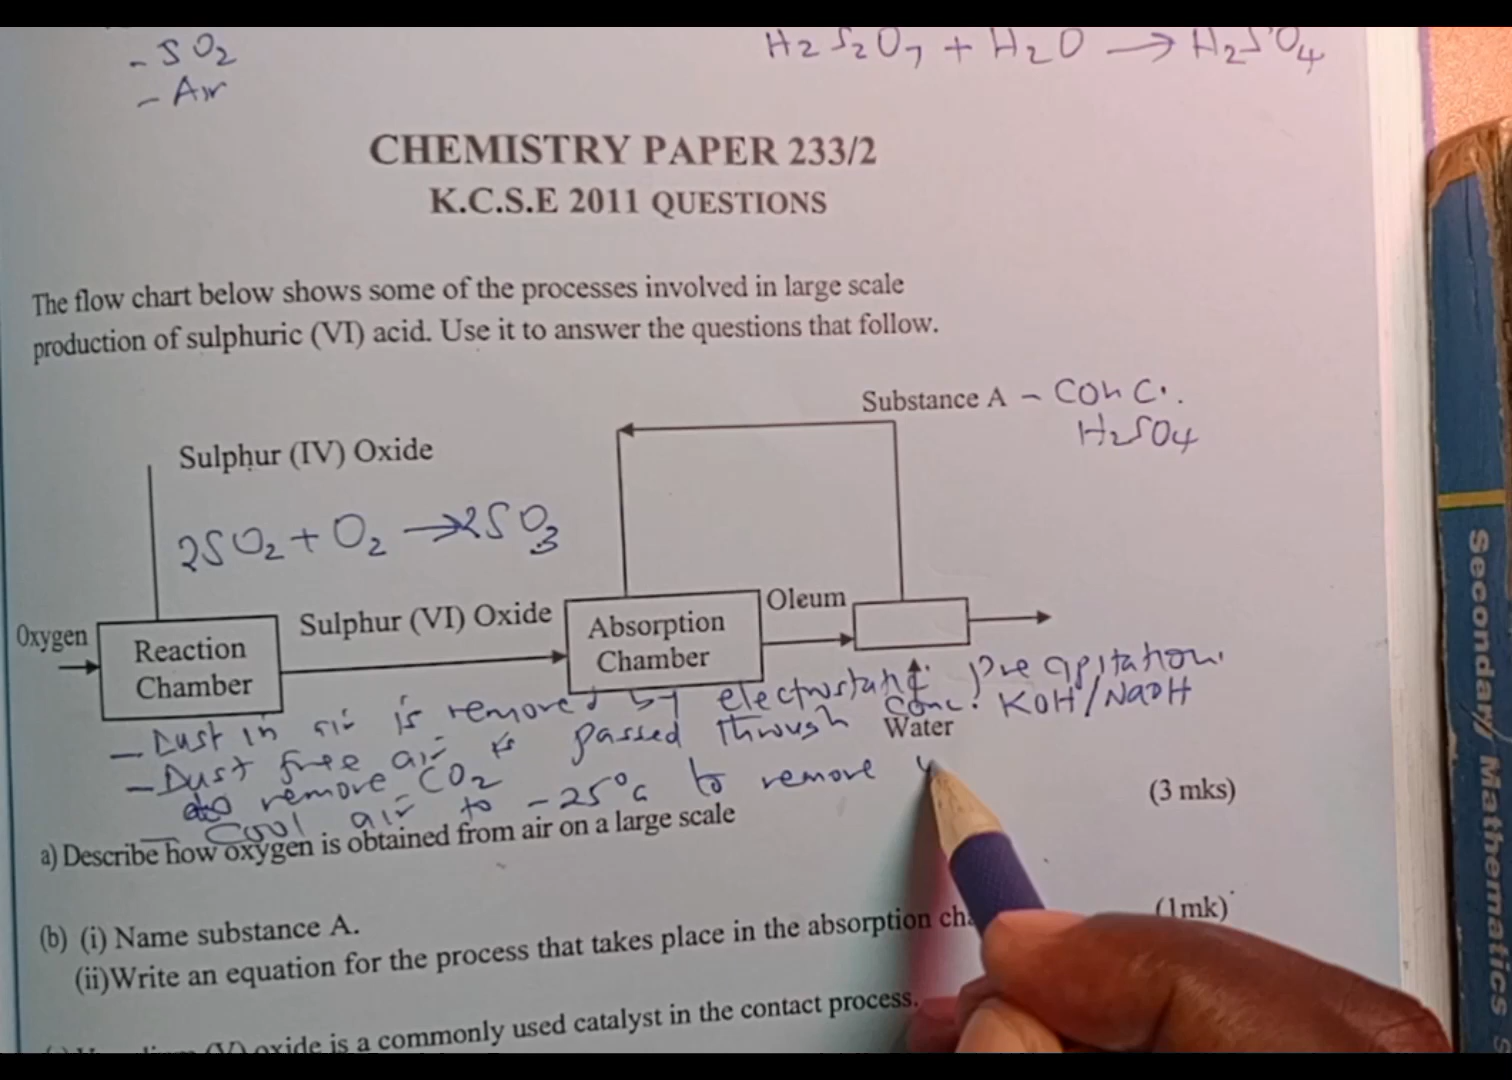 - SO2
- Air
H2S2O7 + H2O → H2SO4
CHEMISTRY PAPER 233/2
K.C.S.E 2011 QUESTIONS
The flow chart below shows some of the processes involved in large scale
production of sulphuric (VI) acid. Use it to answer the questions that follow.
Substance A - Conc.
H2SO4
Sulphur (IV) Oxide
2SO2 + O2 → 2SO3
Oxygen
Reaction
Chamber
Sulphur (VI) Oxide
Absorption
Chamber
Oleum
Water
- Dust in air is removed by electrostatic precipitation.
- Dust free air is passed through conc. KOH/NaOH
to remove CO2
- Cool air to -25°c to remove
a) Describe how oxygen is obtained from air on a large scale (3 mks)
(b) (i) Name substance A. (1mk)
(ii)Write an equation for the process that takes place in the absorption
(V) oxide is a commonly used catalyst in the contact process.
Secondary Mathematics